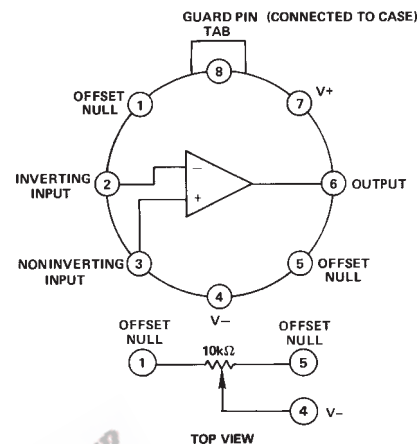 GUARD PIN (CONNECTED TO CASE)
TAB
8
OFFSET
NULL
1
7
V+
INVERTING
INPUT
2
−
+
6
OUTPUT
NONINVERTING
INPUT
3
5
OFFSET
NULL
4
V−
OFFSET
NULL
OFFSET
NULL
1
10kΩ
5
4
V−
TOP VIEW